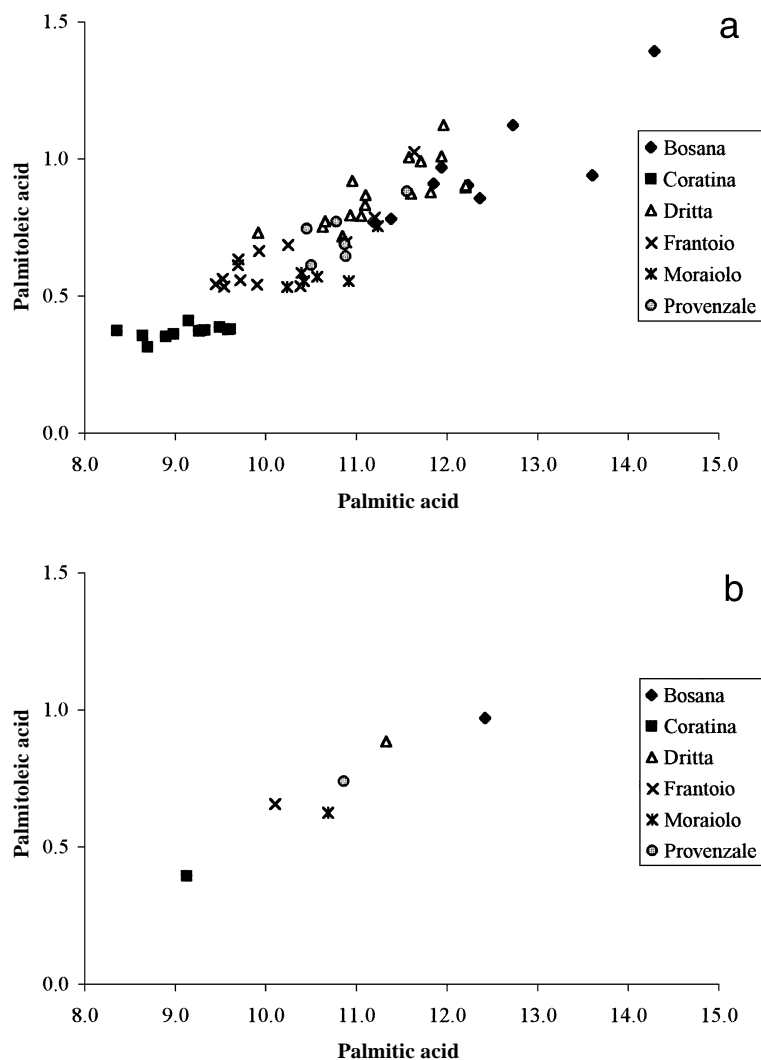 a
1.5
1.0
0.5
0.0
Palmitoleic acid
8.0 9.0 10.0 11.0 12.0 13.0 14.0 15.0
Palmitic acid
Bosana
Coratina
Dritta
Frantoio
Moraiolo
Provenzale
b
1.5
1.0
0.5
0.0
Palmitoleic acid
8.0 9.0 10.0 11.0 12.0 13.0 14.0 15.0
Palmitic acid
Bosana
Coratina
Dritta
Frantoio
Moraiolo
Provenzale